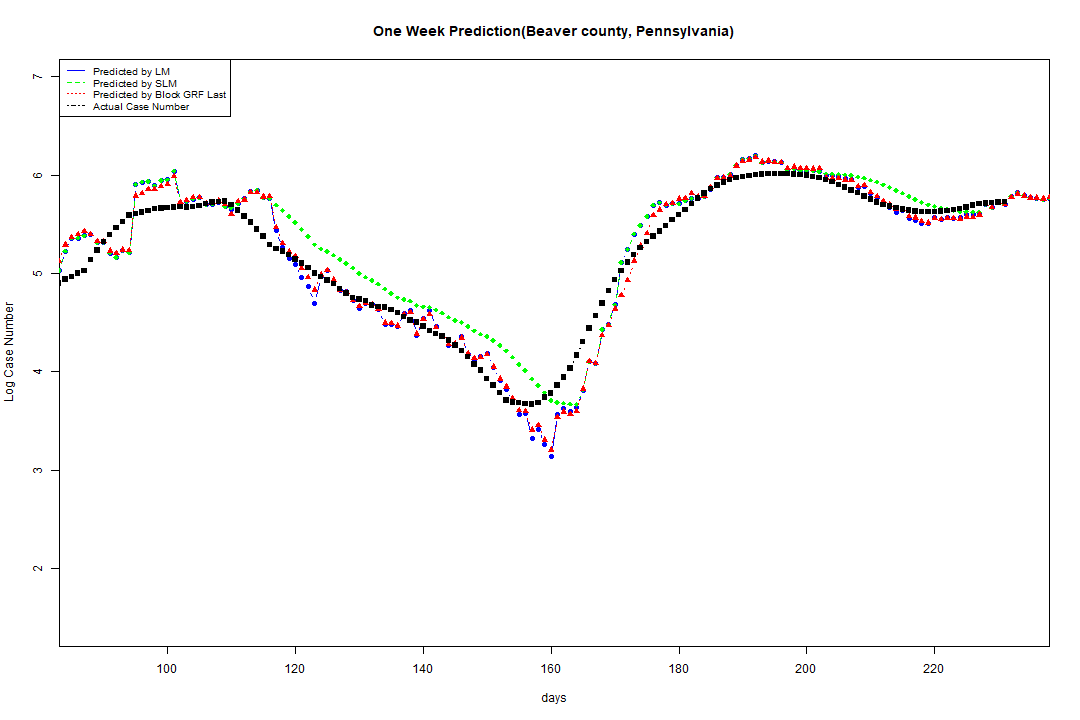 One Week Prediction(Beaver county, Pennsylvania)
Predicted by LM
Predicted by SLM
Predicted by Block GRF Last
Actual Case Number
7
6
5
4
3
2
Log Case Number
100 120 140 160 180 200 220
days